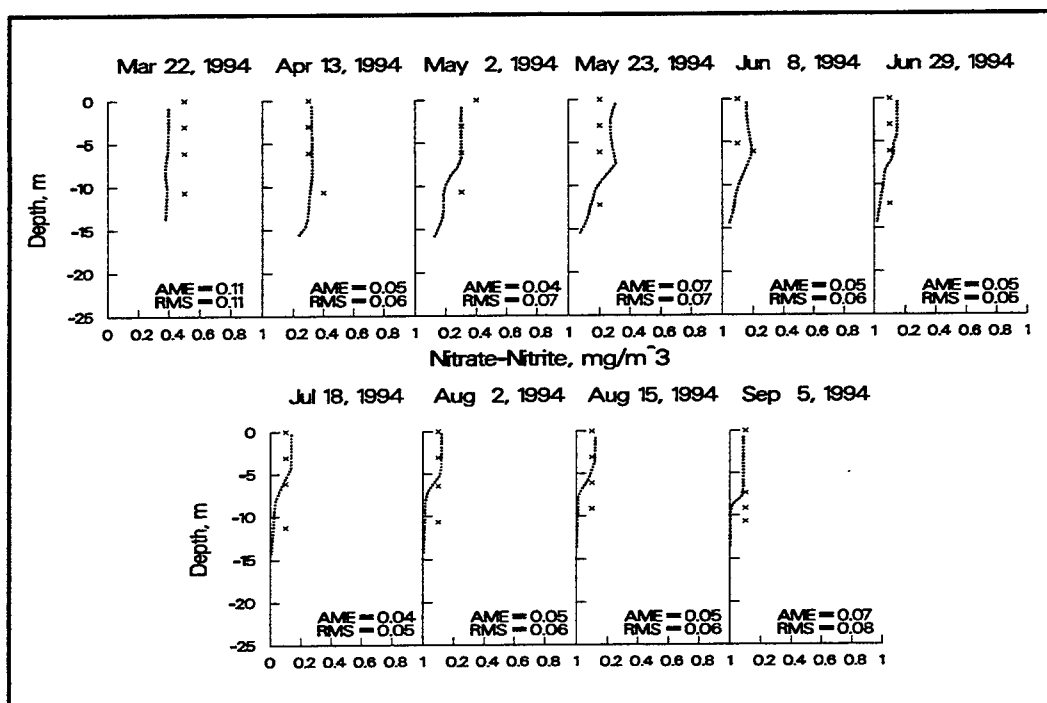 Mar 22, 1994 Apr 13, 1994 May 2, 1994 May 23, 1994 Jun 8, 1994 Jun 29, 1994
0
-5
-10
-15
-20
-25
Depth, m
AME = 0.11 AME = 0.05 AME = 0.04 AME = 0.07 AME = 0.05 AME = 0.05
RMS = 0.11 RMS = 0.06 RMS = 0.07 RMS = 0.07 RMS = 0.06 RMS = 0.06
0 0.2 0.4 0.6 0.8 1 0.2 0.4 0.6 0.8 1 0.2 0.4 0.6 0.8 1 0.2 0.4 0.6 0.8 1 0.2 0.4 0.6 0.8 1 0.2 0.4 0.6 0.8 1
Nitrate-Nitrite, mg/m^3
Jul 18, 1994 Aug 2, 1994 Aug 15, 1994 Sep 5, 1994
0
-5
-10
-15
-20
-25
Depth, m
AME = 0.04 AME = 0.05 AME = 0.05 AME = 0.07
RMS = 0.05 RMS = 0.06 RMS = 0.06 RMS = 0.08
0 0.2 0.4 0.6 0.8 1 0.2 0.4 0.6 0.8 1 0.2 0.4 0.6 0.8 1 0.2 0.4 0.6 0.8 1